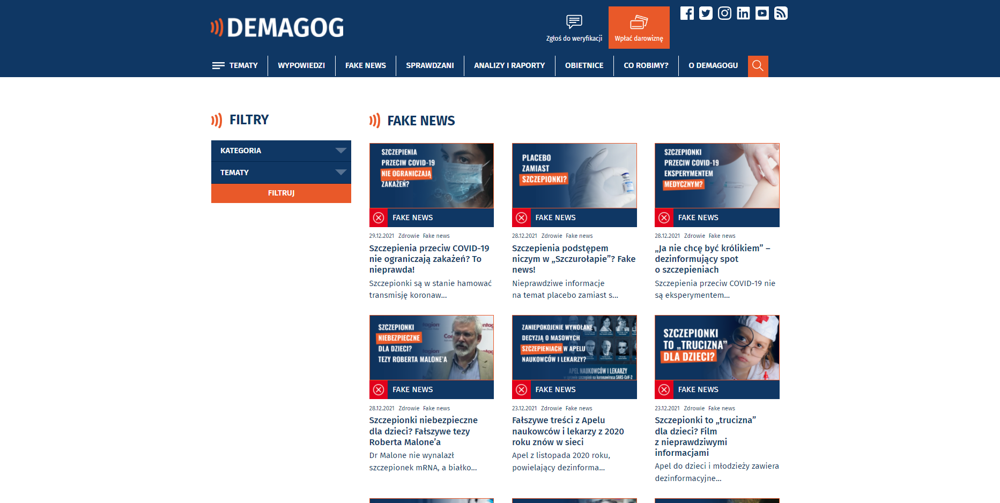 DEMAGOG
Zgłoś do weryfikacji
Wpłać darowiznę
TEMATY
WYPOWIEDZI
FAKE NEWS
SPRAWDZANI
ANALIZY I RAPORTY
OBIETNICE
CO ROBIMY?
O DEMAGOGU
FILTRY
KATEGORIA
TEMATY
FILTRUJ
FAKE NEWS
SZCZEPIENIA
PRZECIW COVID-19
NIE OGRANICZAJĄ
ZAKAŻEŃ?
FAKE NEWS
29.12.2021 Zdrowie Fake news
Szczepienia przeciw COVID-19
nie ograniczają zakażeń? To
nieprawda!
Szczepionki są w stanie hamować
transmisję koronaw...
PLACEBO
ZAMIAST
SZCZEPIONKI?
FAKE NEWS
28.12.2021 Zdrowie Fake news
Szczepienia podstępem
niczym w „Szczurołapie”? Fake
news!
Nieprawdziwe informacje
na temat placebo zamiast s...
SZCZEPIONKI
PRZECIW COVID-19
EKSPERYMENTEM
MEDYCZNYM?
FAKE NEWS
28.12.2021 Zdrowie Fake news
„Ja nie chcę być królikiem” –
dezinformujący spot
o szczepieniach
Szczepienia przeciw COVID-19 nie
są eksperymentem...
SZCZEPIONKI
NIEBEZPIECZNE
DLA DZIECI?
TEZY ROBERTA MALONE’A
FAKE NEWS
28.12.2021 Zdrowie Fake news
Szczepionki niebezpieczne
dla dzieci? Fałszywe tezy
Roberta Malone’a
Dr Malone nie wynalazł
szczepionek mRNA, a białko...
ZANIEPOKOJENIE WYWOŁANE
DECYZJĄ O MASOWYCH
SZCZEPIENIACH W APELU
NAUKOWCÓW I LEKARZY?
APEL NAUKOWCÓW I LEKARZY
w sprawie szczepień na koronawirusa SARS-CoV-2
FAKE NEWS
23.12.2021 Zdrowie Fake news
Fałszywe treści z Apelu
naukowców i lekarzy z 2020
roku znów w sieci
Apel z listopada 2020 roku,
powielający dezinforma...
SZCZEPIONKI
TO „TRUCIZNA”
DLA DZIECI?
FAKE NEWS
23.12.2021 Zdrowie Fake news
Szczepionki to „trucizna”
dla dzieci? Film
z nieprawdziwymi
informacjami
Apel do dzieci i młodzieży zawiera
dezinformacyjne...